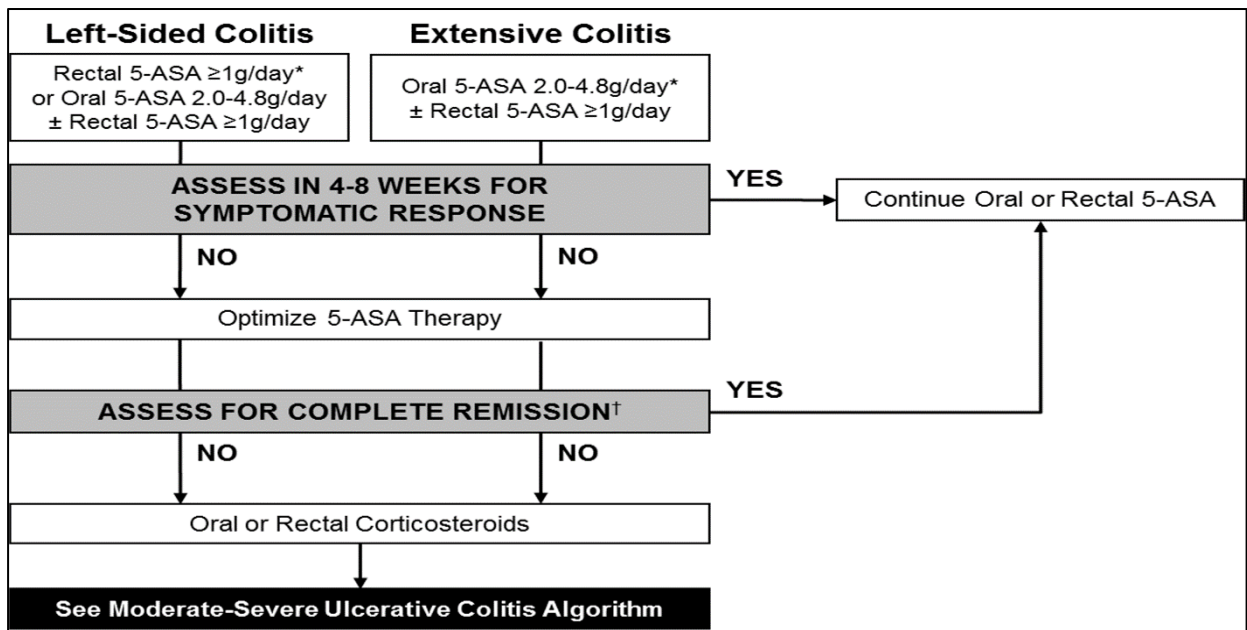 Left-Sided Colitis
Extensive Colitis
Rectal 5-ASA ≥1g/day*
or Oral 5-ASA 2.0-4.8g/day
± Rectal 5-ASA ≥1g/day
Oral 5-ASA 2.0-4.8g/day*
± Rectal 5-ASA ≥1g/day
ASSESS IN 4-8 WEEKS FOR
SYMPTOMATIC RESPONSE
YES
Continue Oral or Rectal 5-ASA
NO
NO
Optimize 5-ASA Therapy
ASSESS FOR COMPLETE REMISSION†
YES
NO
NO
Oral or Rectal Corticosteroids
See Moderate-Severe Ulcerative Colitis Algorithm